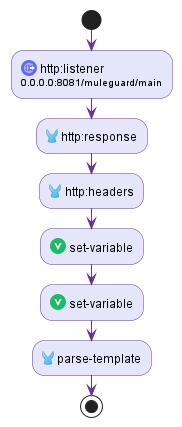 http:listener
0.0.0.0:8081/muleguard/main
http:response
http:headers
set-variable
set-variable
parse-template